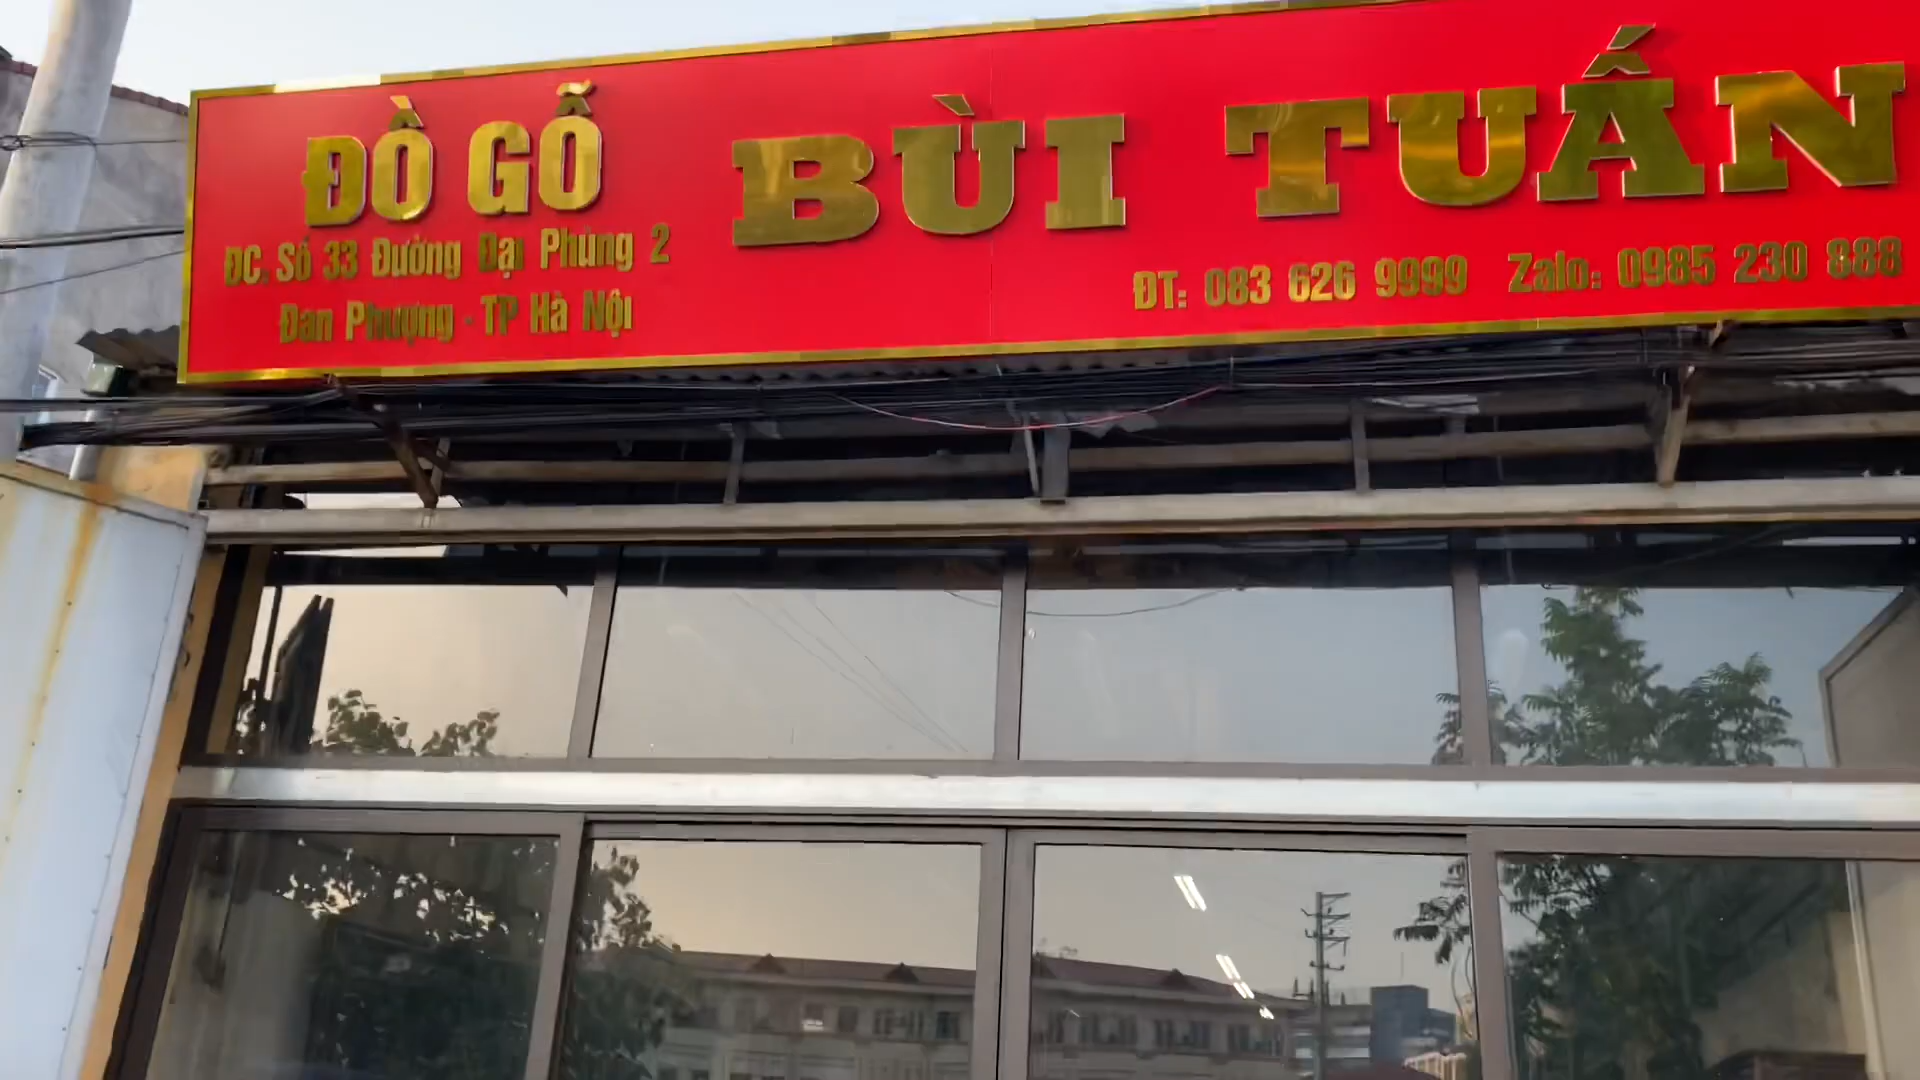 ĐỒ GỖ
BÙI TUẤN
ĐC, Số 33 Đường Đại Phùng 2
Đan Phượng - TP Hà Nội
ĐT: 083 626 9999 Zalo: 0985 230 888